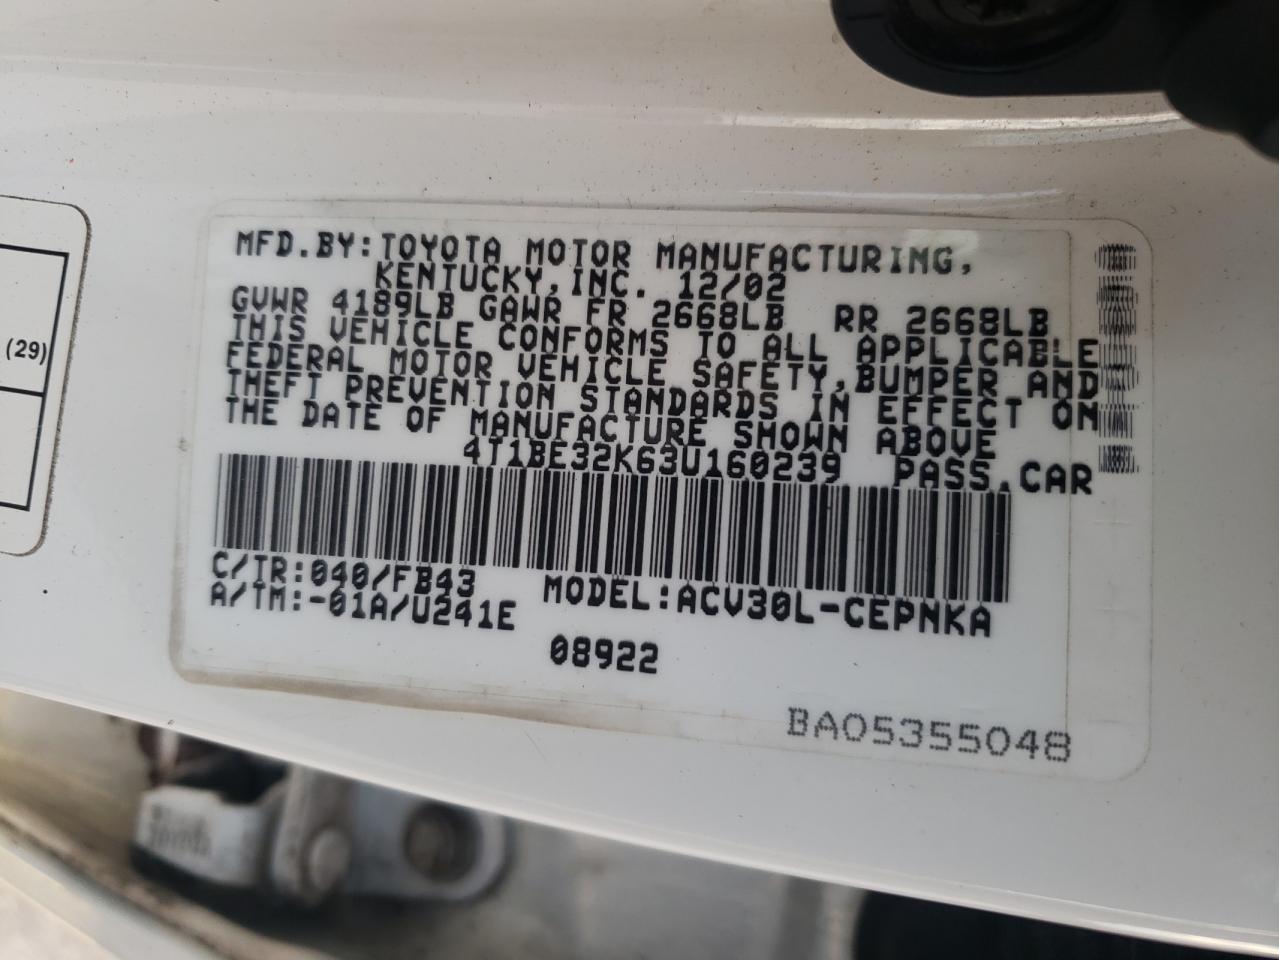 (29)
MFD.BY:TOYOTA MOTOR MANUFACTURING,
KENTUCKY,INC. 12/02
GVWR 4189LB GAWR FR 2668LB RR 2668LB
THIS VEHICLE CONFORMS TO ALL APPLICABLE
FEDERAL MOTOR VEHICLE SAFETY,BUMPER AND
THEFT PREVENTION STANDARDS IN EFFECT ON
THE DATE OF MANUFACTURE SHOWN ABOVE
4T1BE32K63U160239 PASS.CAR
C/TR:040/FB43 MODEL:ACV30L-CEPNKA
A/TM:-01A/U241E
08922
BA05355048